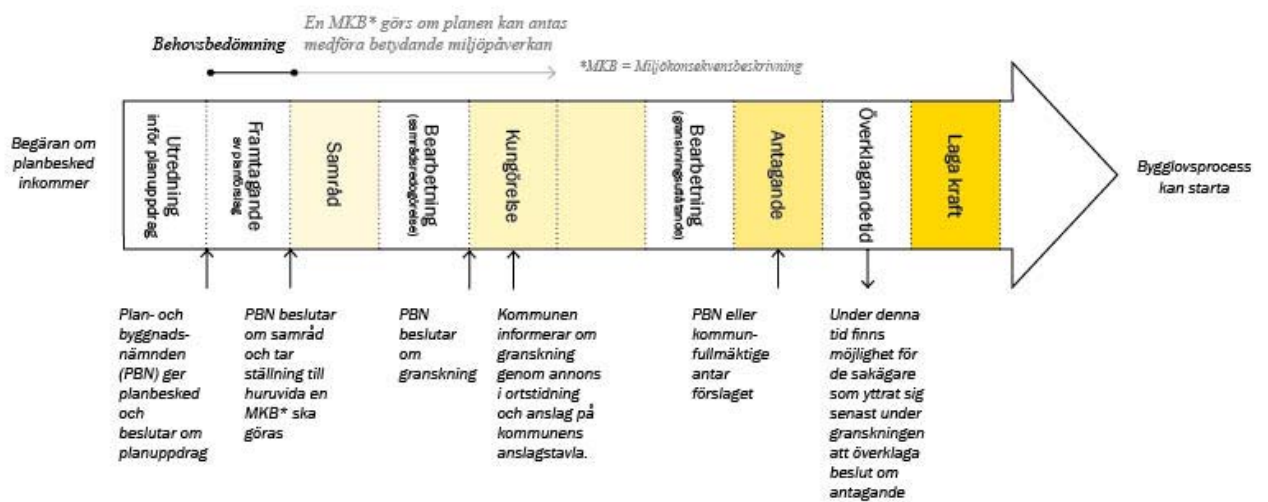 En MKB* görs om planen kan antas
medföra betydande miljöpåverkan
Behovsbedömning
*MKB = Miljökonsekvensbeskrivning
Begäran om
planbesked
inkommer
Utredning
inför planuppdrag
Framtagande
av planförslag
Samråd
Bearbetning
(samrådsredogörelse)
Kungörelse
Bearbetning
(granskningsutlåtande)
Antagande
Överklagandetid
Laga kraft
Bygglovsprocess
kan starta
Plan- och
byggnads-
nämnden
(PBN) ger
planbesked
och
beslutar om
planuppdrag
PBN beslutar
om samråd
och tar
ställning till
huruvida en
MKB* ska
göras
PBN
beslutar
om
granskning
Kommunen
informerar om
granskning
genom annons
i ortstidning
och anslag på
kommunens
anslagstavla.
PBN eller
kommun-
fullmäktige
antar
förslaget
Under denna
tid finns
möjlighet för
de sakägare
som yttrat sig
senast under
granskningen
att överklaga
beslut om
antagande